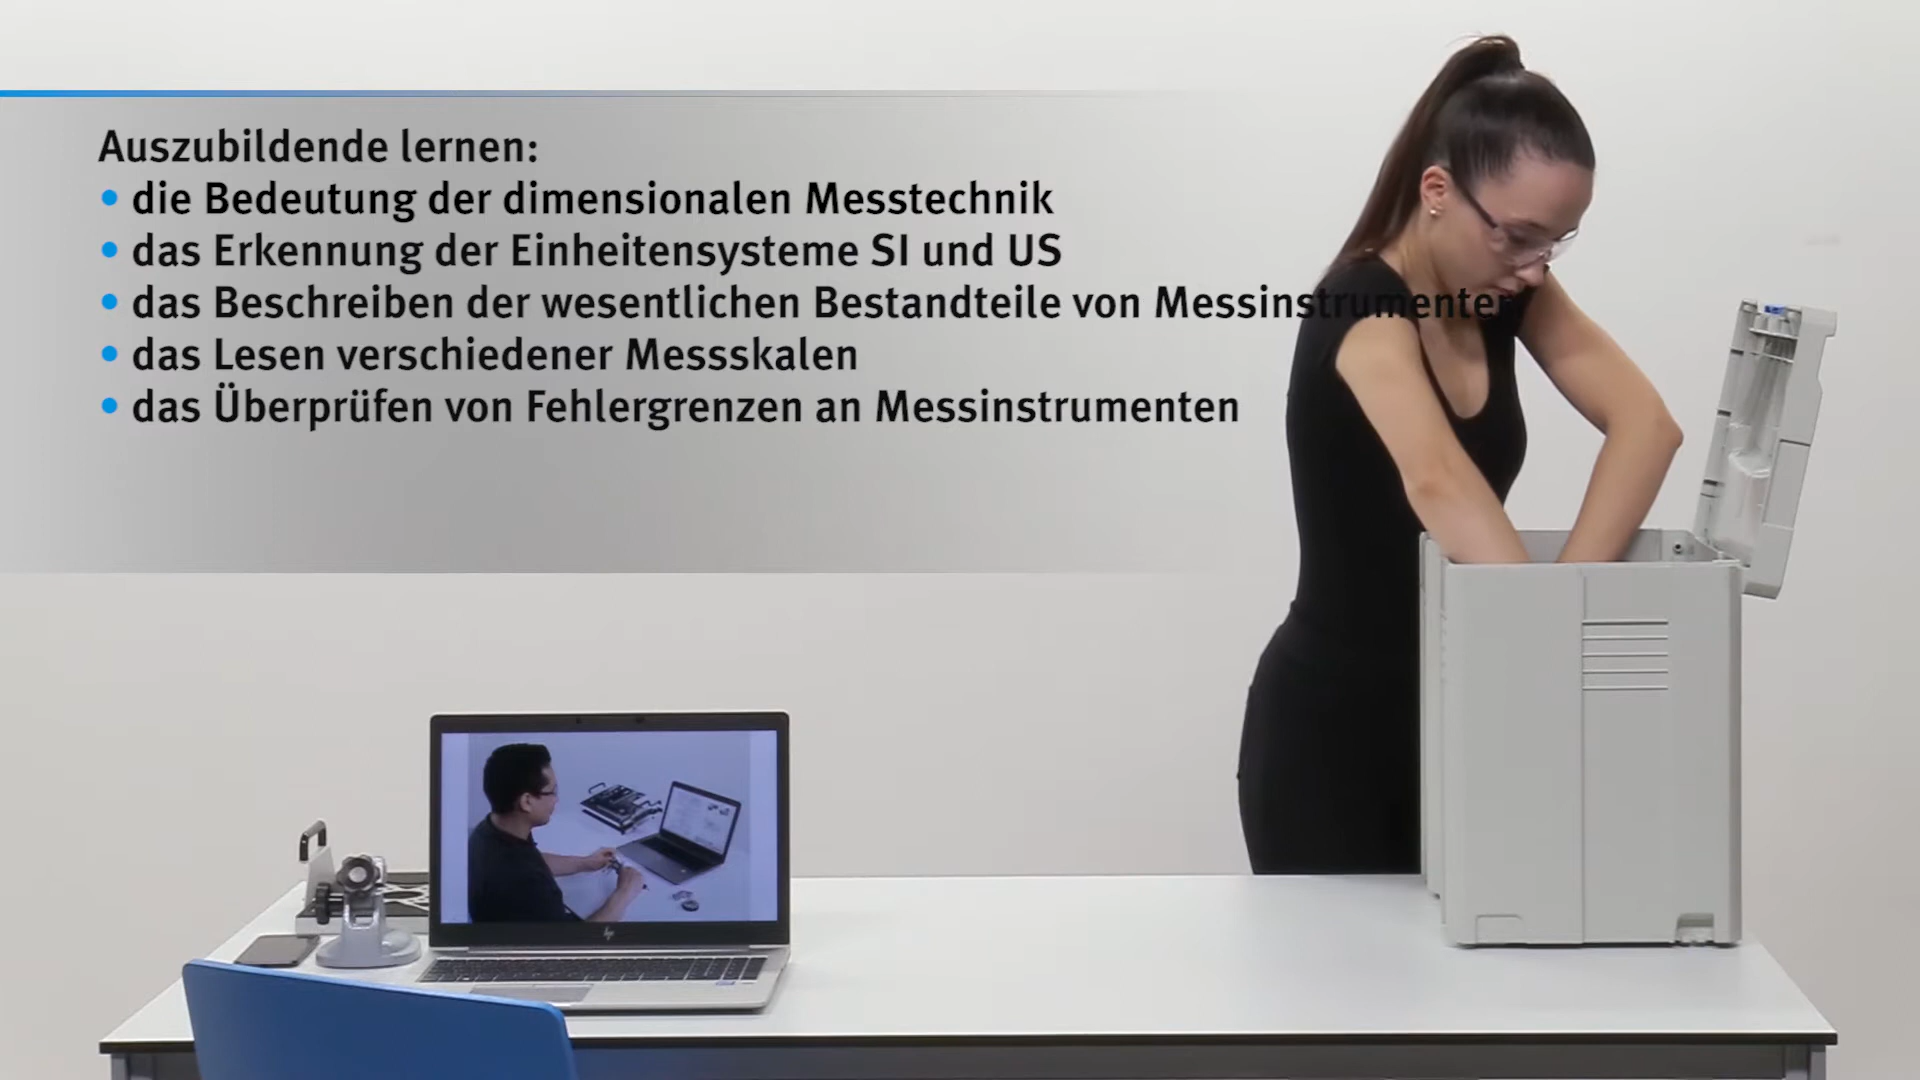 Auszubildende lernen:
• die Bedeutung der dimensionalen Messtechnik
• das Erkennung der Einheitensysteme SI und US
• das Beschreiben der wesentlichen Bestandteile von Messinstrumenten
• das Lesen verschiedener Messskalen
• das Überprüfen von Fehlergrenzen an Messinstrumenten
hp